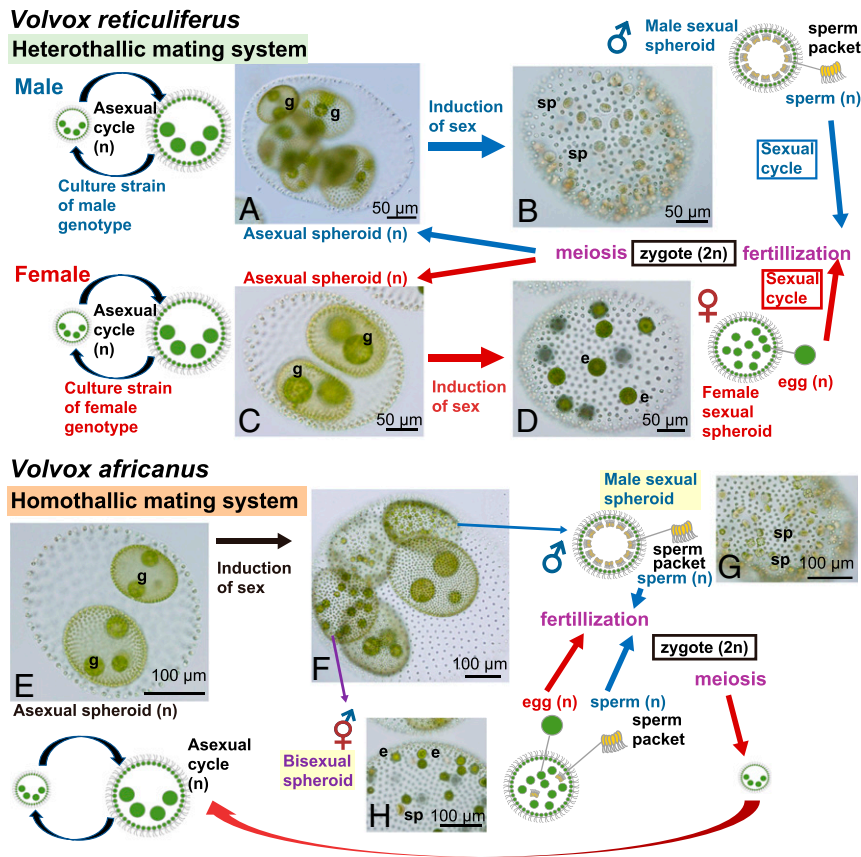 Volvox reticuliferus
Heterothallic mating system
Male
Asexual
cycle
(n)
Culture strain
of male
genotype
g
g
A
50 µm
Asexual spheroid (n)
Induction
of sex
sp
sp
B
50 µm
Male sexual
spheroid
sperm
packet
sperm (n)
Sexual
cycle
meiosis
zygote (2n)
fertillization
Female
Asexual
cycle
(n)
Culture strain
of female
genotype
Asexual spheroid (n)
g
g
C
50 µm
Induction
of sex
e
e
D
50 µm
Sexual
cycle
egg (n)
Female
sexual
spheroid
Volvox africanus
Homothallic mating system
g
g
E
100 µm
Asexual spheroid (n)
Induction
of sex
F
100 µm
Male sexual
spheroid
sperm
packet
sperm (n)
sp
sp
G
100 µm
fertillization
zygote (2n)
meiosis
egg (n)
sperm (n)
sperm
packet
Bisexual
spheroid
e
e
sp
H
100 µm
Asexual
cycle
(n)